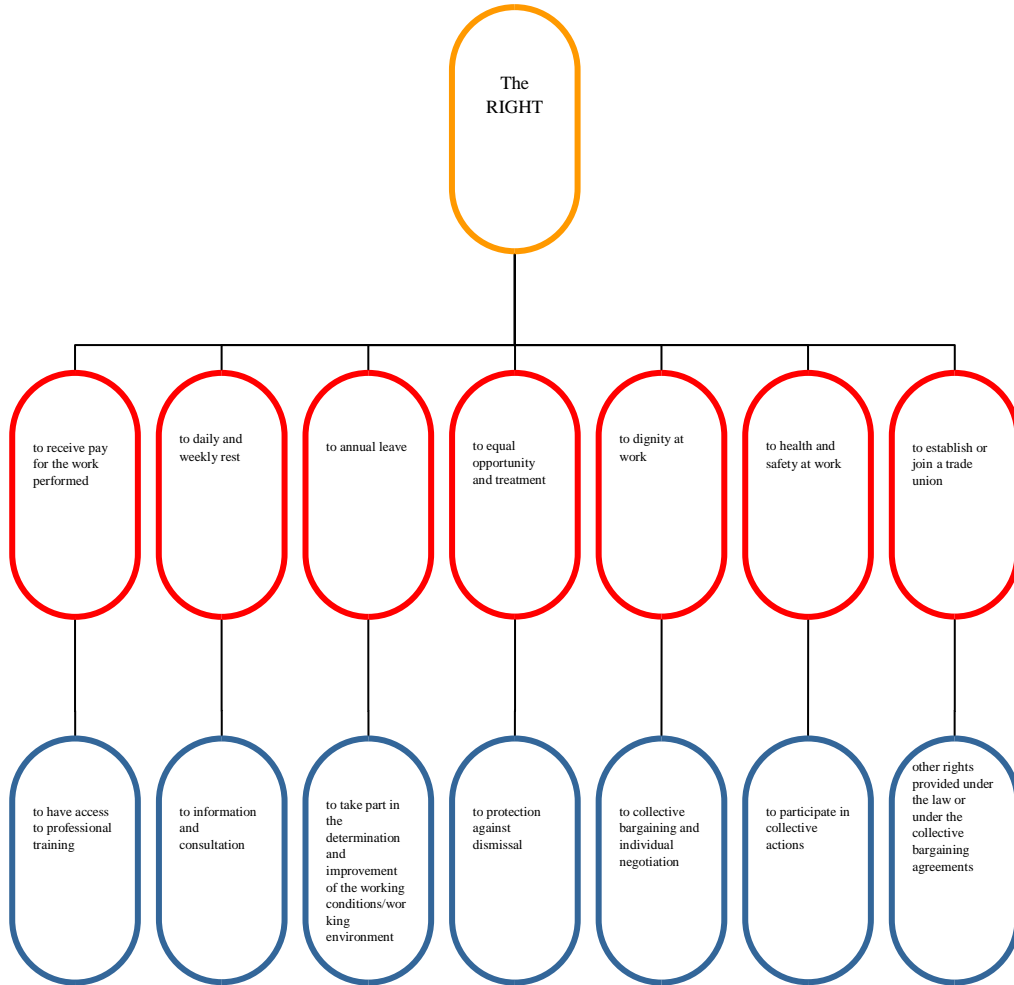 The
RIGHT
to receive pay
for the work
performed
to daily and
weekly rest
to annual leave
to equal
opportunity
and treatment
to dignity at
work
to health and
safety at work
to establish or
join a trade
union
to have access
to professional
training
to information
and
consultation
to take part in
the
determination
and
improvement
of the working
conditions/wor
king
environment
to protection
against
dismissal
to collective
bargaining and
individual
negotiation
to participate in
collective
actions
other rights
provided under
the law or
under the
collective
bargaining
agreements